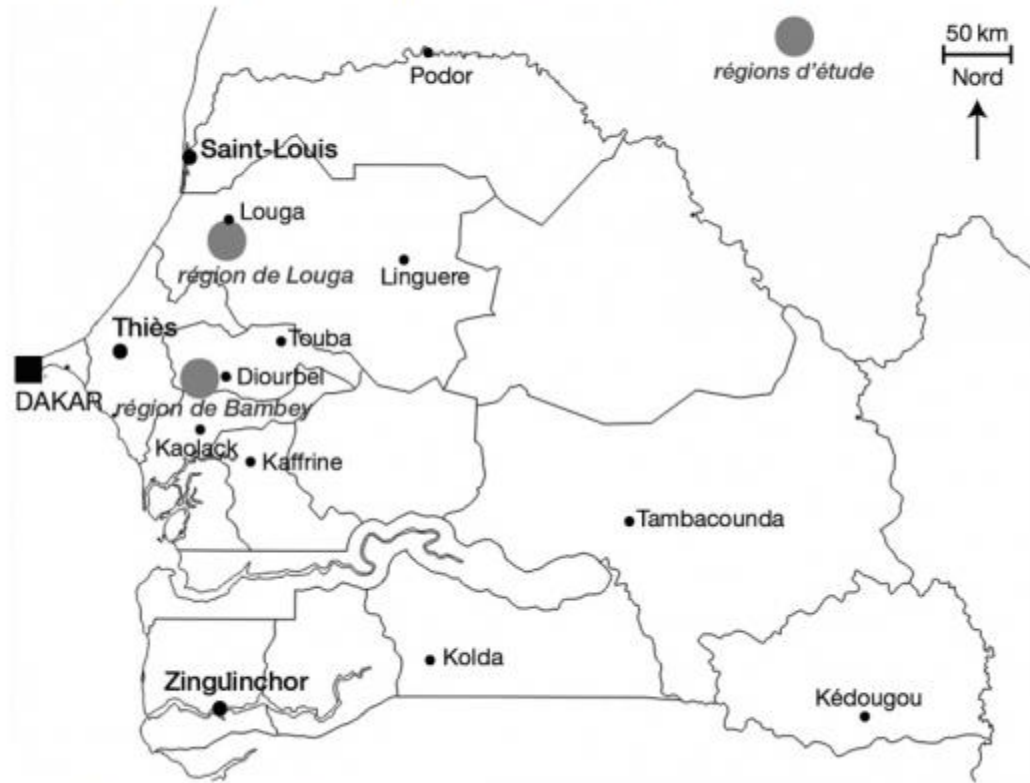 50 km
régions d'étude
Nord
Podor
Saint-Louis
Louga
région de Louga
Linguere
Thiès
Touba
Diourbel
DAKAR
région de Bambey
Kaolack
Kaffrine
Tambacounda
Kolda
Zinguinchor
Kédougou